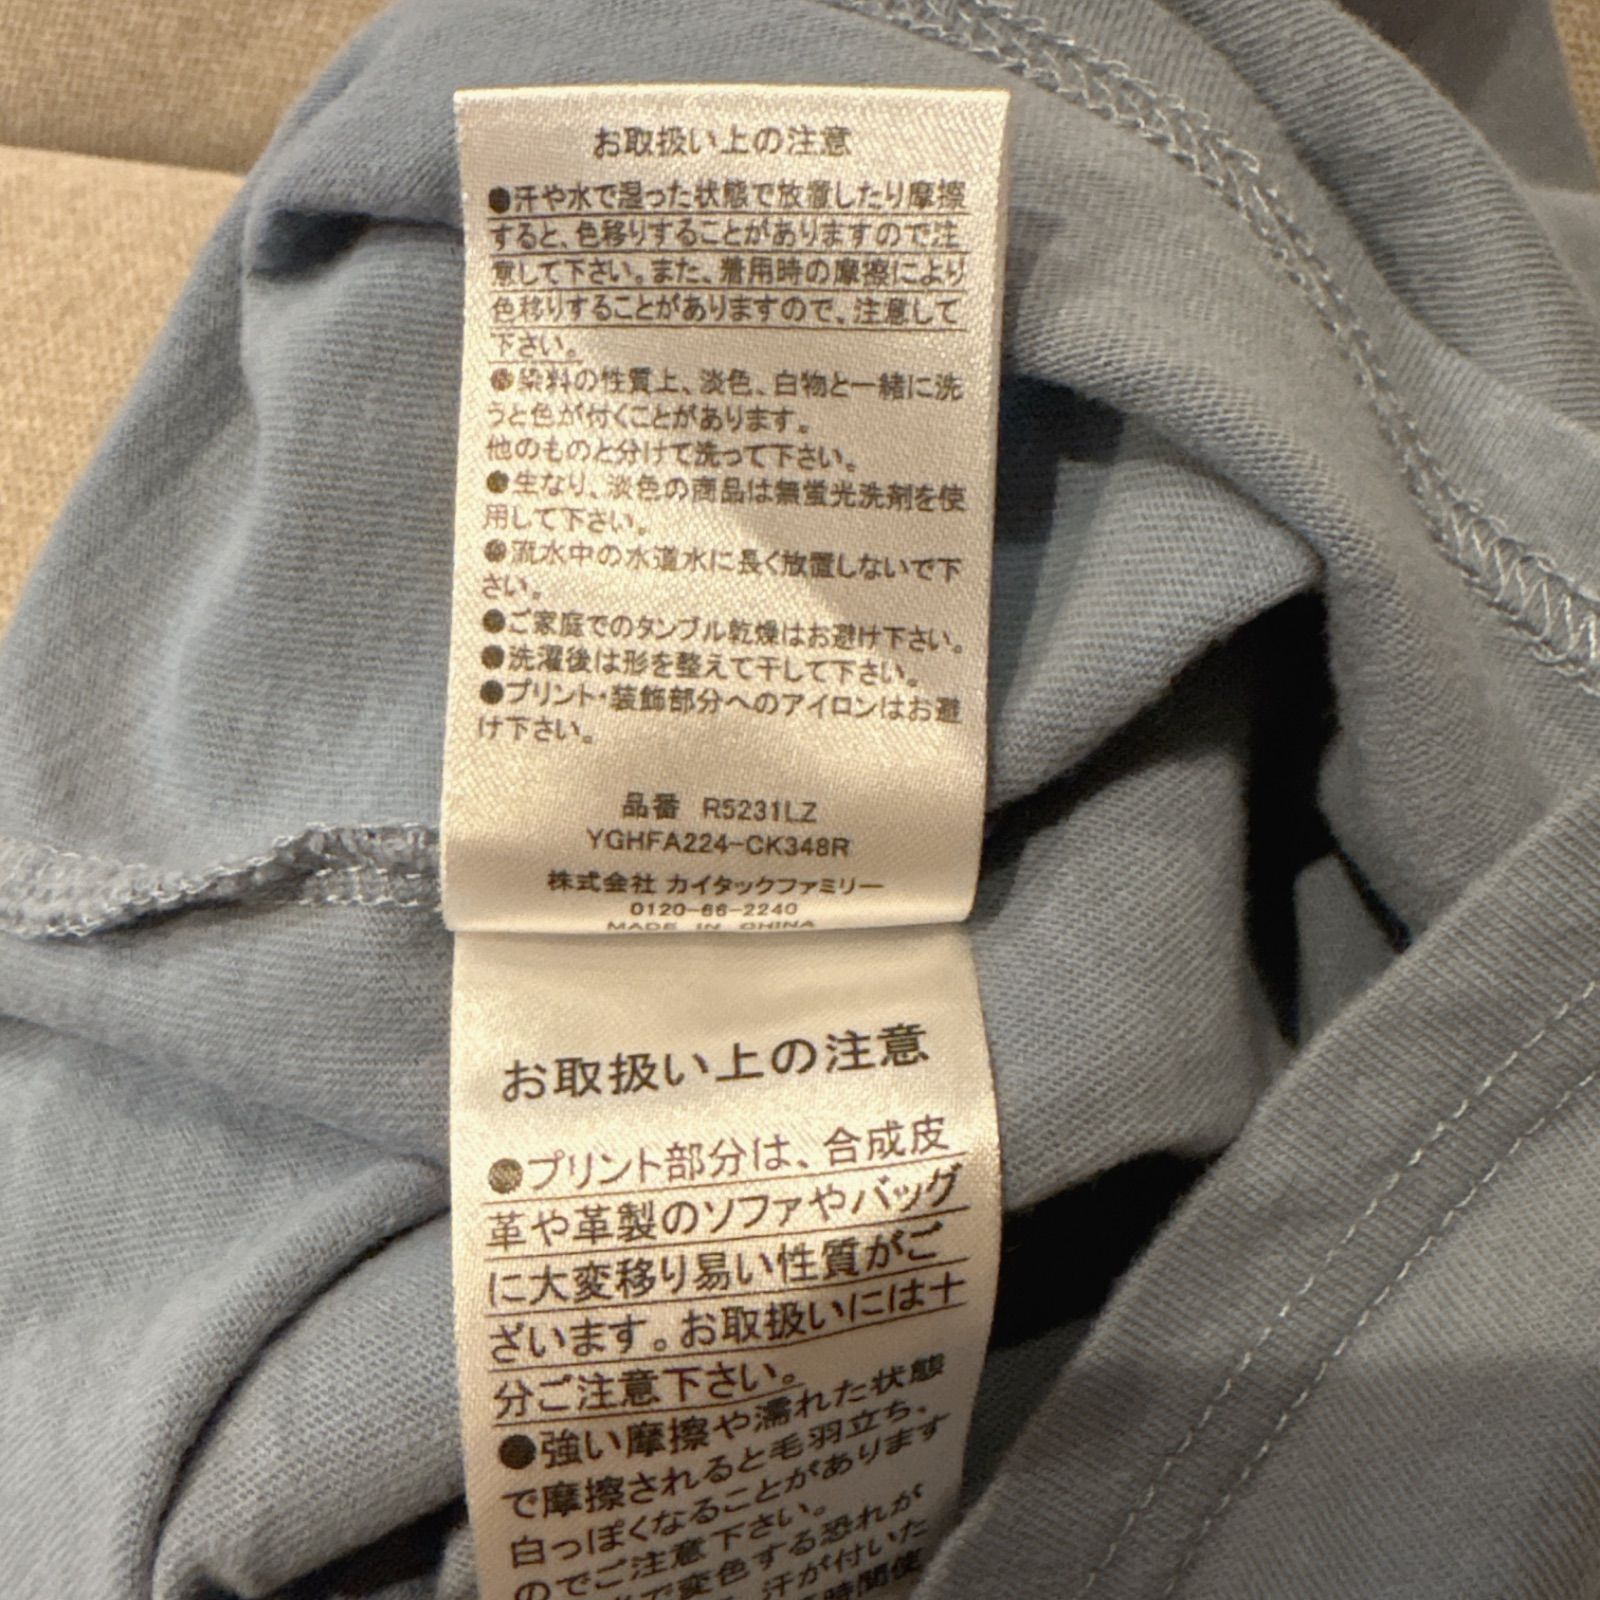 お取扱い上の注意
●汗や水で湿った状態で放置したり摩擦
すると、色移りすることがありますので注
意して下さい。また、着用時の摩擦により
色移りすることがありますので、注意して
下さい。
●染料の性質上、淡色、白物と一緒に洗
うと色が付くことがあります。
他のものと分けて洗って下さい。
●生なり、淡色の商品は無蛍光洗剤を使
用して下さい。
●流水中の水道水に長く放置しないで下
さい。
●ご家庭でのタンブル乾燥はお避け下さい。
●洗濯後は形を整えて干して下さい。
●プリント・装飾部分へのアイロンはお避
け下さい。
品番 R5231LZ
YGHFA224-CK348R
株式会社 カイタックファミリー
0120-66-2240
MADE IN CHINA
お取扱い上の注意
●プリント部分は、合成皮
革や革製のソファやバッグ
に大変移り易い性質がご
ざいます。お取扱いには十
分ご注意下さい。
●強い摩擦や濡れた状態
で摩擦されると毛羽立ち、
白っぽくなることがあります
のでご注意下さい。
で変色する恐れが
汗が付いた
時間使